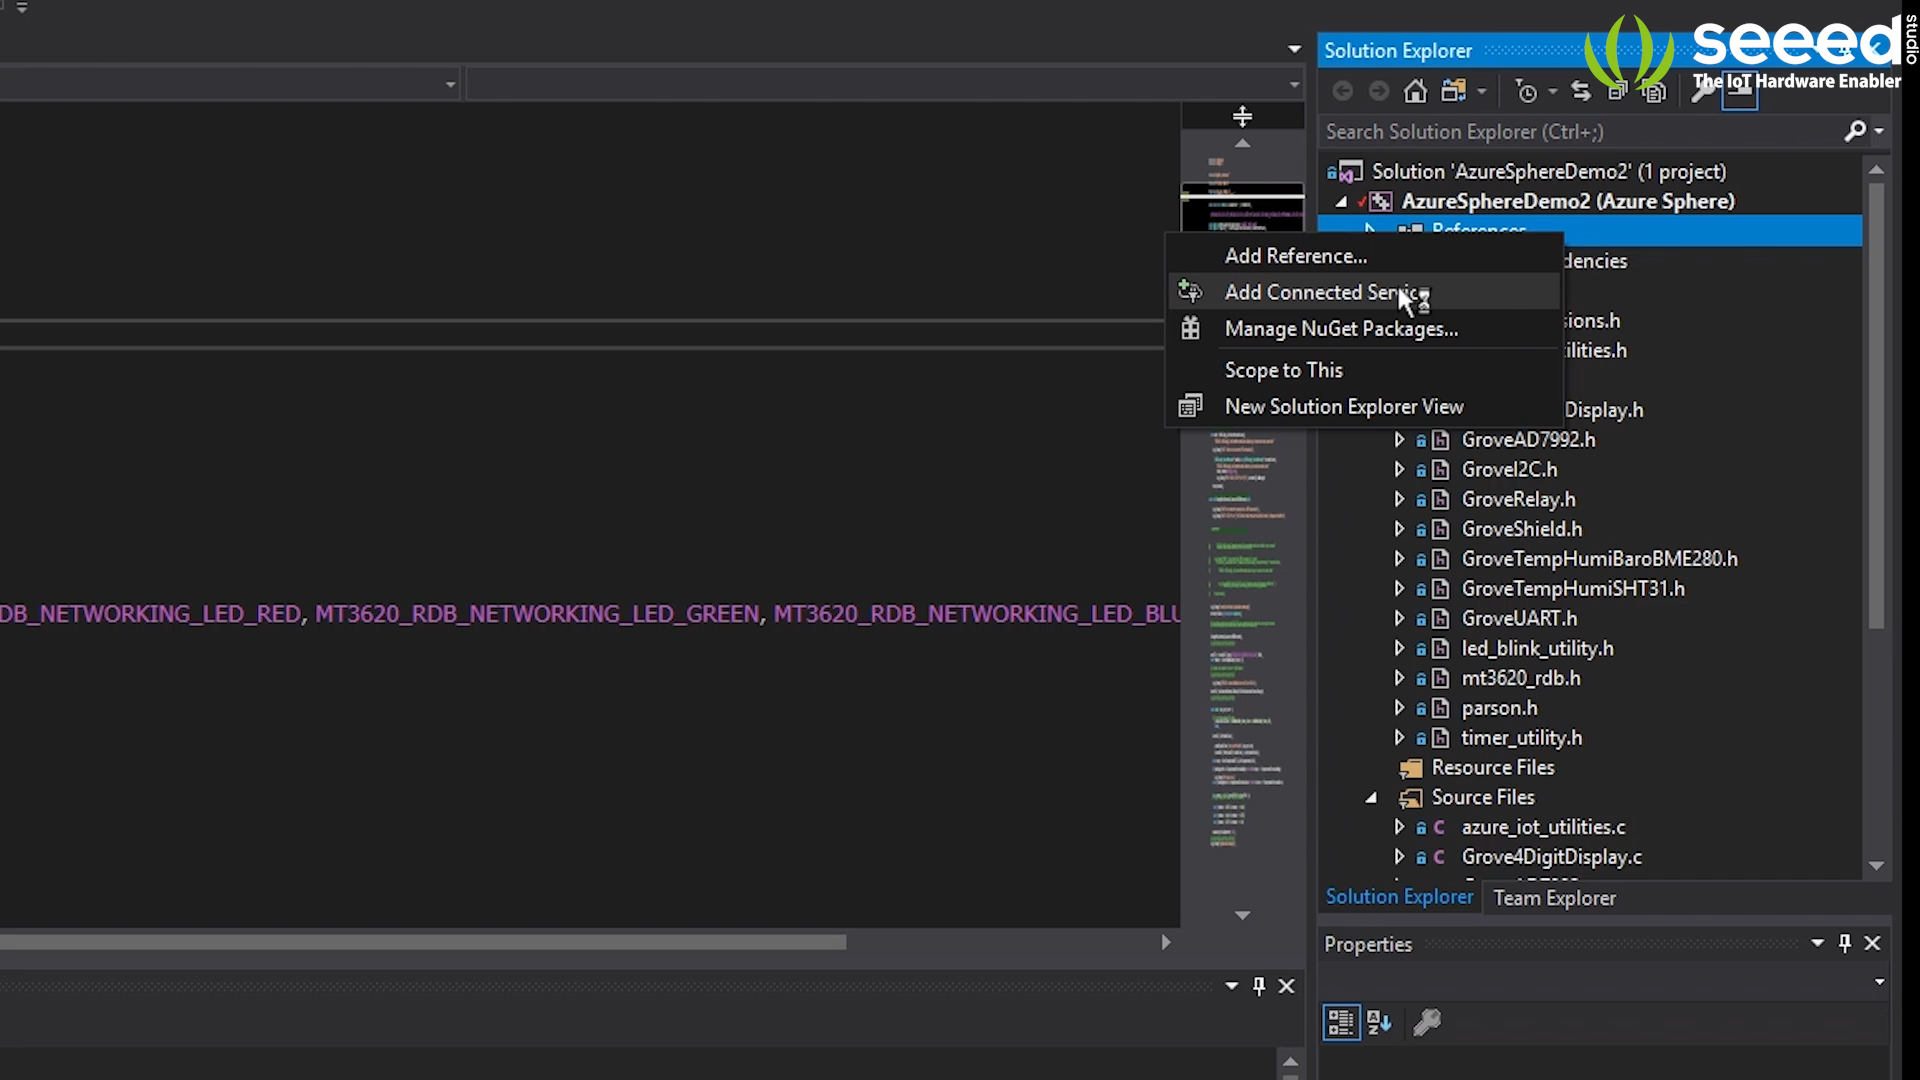 seeed
studio
The IoT Hardware Enabler
Solution Explorer
Search Solution Explorer (Ctrl+;)
Solution 'AzureSphereDemo2' (1 project)
AzureSphereDemo2 (Azure Sphere)
References
Add Reference...
Add Connected Servic
Manage NuGet Packages...
Scope to This
New Solution Explorer View
dencies
ions.h
ilities.h
Display.h
GroveAD7992.h
GroveI2C.h
GroveRelay.h
GroveShield.h
GroveTempHumiBaroBME280.h
GroveTempHumiSHT31.h
GroveUART.h
led_blink_utility.h
mt3620_rdb.h
parson.h
timer_utility.h
Resource Files
Source Files
azure_iot_utilities.c
Grove4DigitDisplay.c
DB_NETWORKING_LED_RED, MT3620_RDB_NETWORKING_LED_GREEN, MT3620_RDB_NETWORKING_LED_BLU
Solution Explorer
Team Explorer
Properties